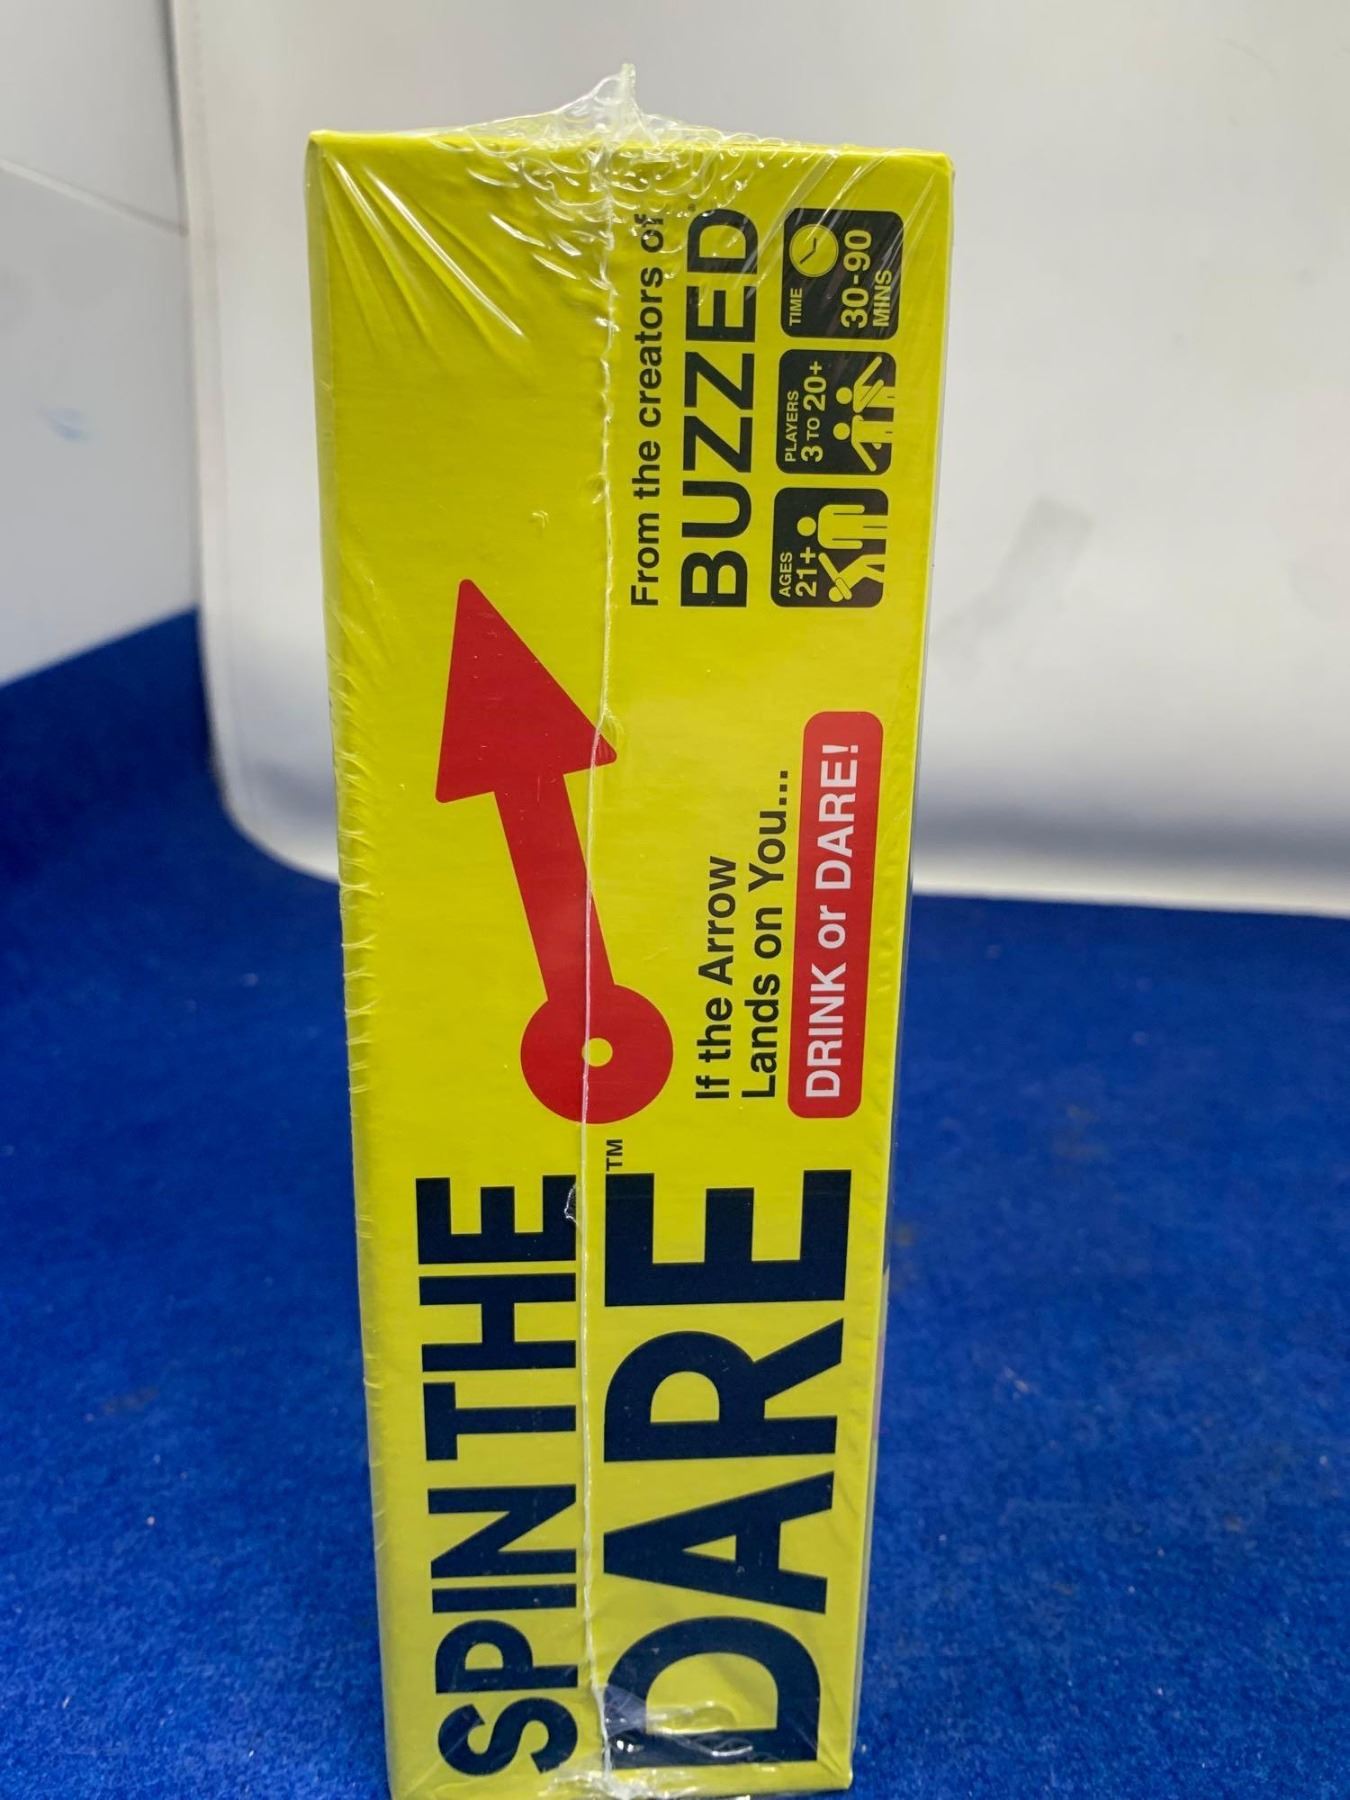 SPIN THE
DARE™
If the Arrow
Lands on You...
DRINK or DARE!
From the creators of
BUZZED
AGES
21+
PLAYERS
3 TO 20+
TIME
30-90
MINS